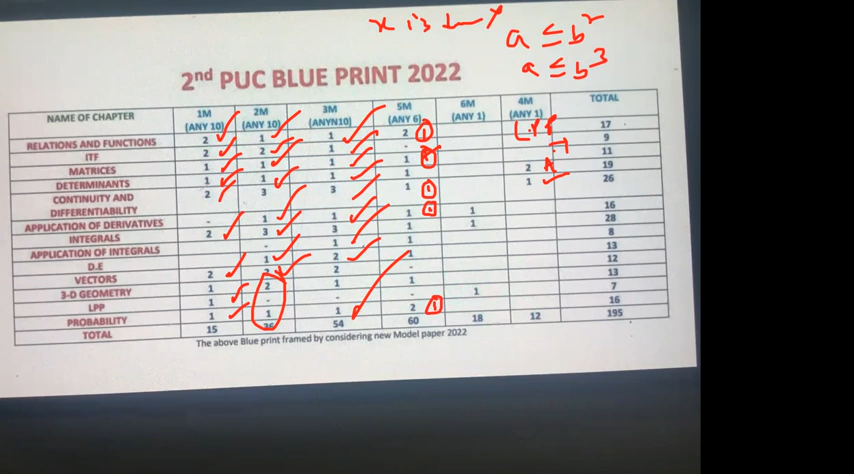 a ≤ b²
a ≤ b³
2nd PUC BLUE PRINT 2022
NAME OF CHAPTER 1M (ANY 10) 2M (ANY 10) 3M (ANYN10) 5M (ANY 6) 6M (ANY 1) 4M (ANY 1) TOTAL
RELATIONS AND FUNCTIONS 2 1 1 2 1 17
ITF 2 2 1 - 9
MATRICES 1 1 1 1 11
DETERMINANTS 1 1 1 1 2 19
CONTINUITY AND DIFFERENTIABILITY 2 3 3 1 1 26
APPLICATION OF DERIVATIVES - 1 1 1 1 16
INTEGRALS 2 3 3 1 1 28
APPLICATION OF INTEGRALS - 1 1 8
D.E 1 2 1 13
VECTORS 2 2 - 12
3-D GEOMETRY 1 2 1 1 13
LPP 1 - - - 1 7
PROBABILITY 1 1 1 2 1 16
TOTAL 15 54 60 18 12 195
The above Blue print framed by considering new Model paper 2022